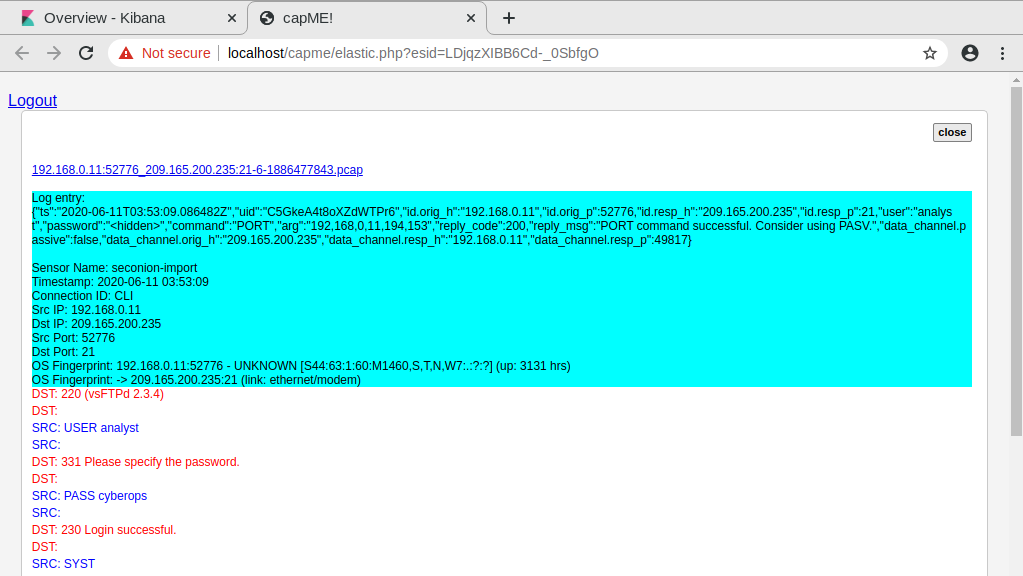 Overview - Kibana
capME!
Not secure
localhost/capme/elastic.php?esid=LDjqzXIBB6Cd-_0SbfgO
Logout
close
192.168.0.11:52776_209.165.200.235:21-6-1886477843.pcap
Log entry:
{"ts":"2020-06-11T03:53:09.086482Z","uid":"C5GkeA4t8oXZdWTPr6","id.orig_h":"192.168.0.11","id.orig_p":52776,"id.resp_h":"209.165.200.235","id.resp_p":21,"user":"analys
t","password":"<hidden>","command":"PORT","arg":"192,168,0,11,194,153","reply_code":200,"reply_msg":"PORT command successful. Consider using PASV.","data_channel.p
assive":false,"data_channel.orig_h":"209.165.200.235","data_channel.resp_h":"192.168.0.11","data_channel.resp_p":49817}
Sensor Name: seconion-import
Timestamp: 2020-06-11 03:53:09
Connection ID: CLI
Src IP: 192.168.0.11
Dst IP: 209.165.200.235
Src Port: 52776
Dst Port: 21
OS Fingerprint: 192.168.0.11:52776 - UNKNOWN [S44:63:1:60:M1460,S,T,N,W7:.:?:?] (up: 3131 hrs)
OS Fingerprint: -> 209.165.200.235:21 (link: ethernet/modem)
DST: 220 (vsFTPd 2.3.4)
DST:
SRC: USER analyst
SRC:
DST: 331 Please specify the password.
DST:
SRC: PASS cyberops
SRC:
DST: 230 Login successful.
DST:
SRC: SYST